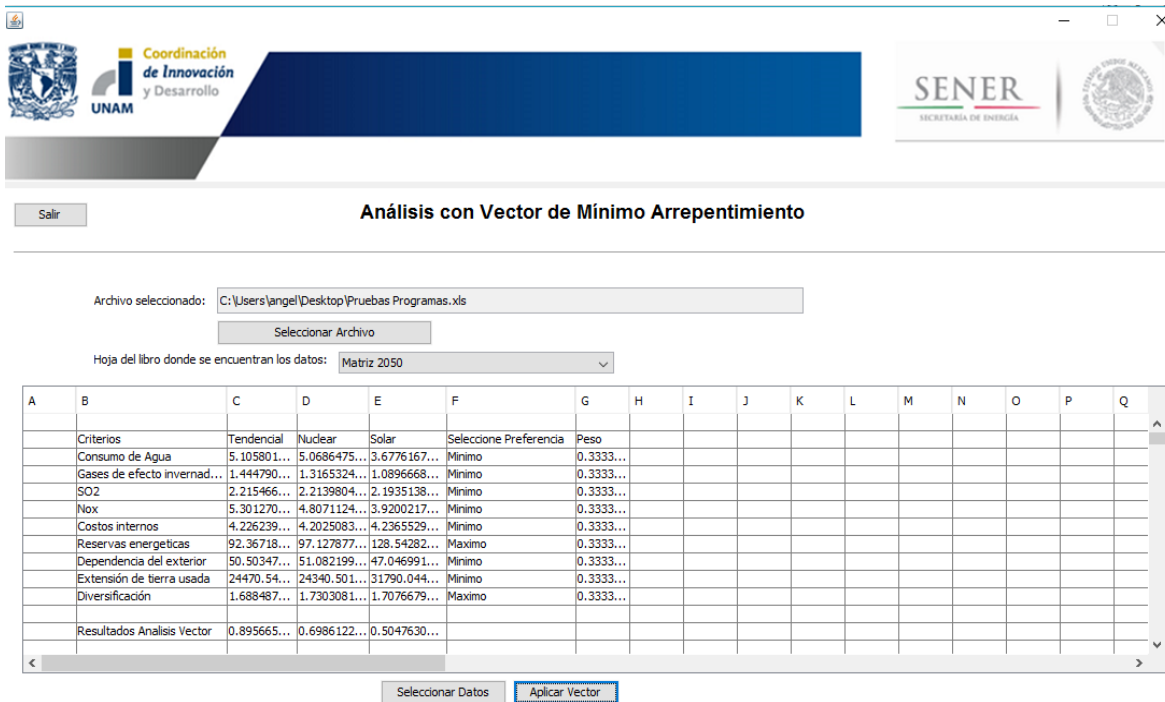 Coordinación
de Innovación
y Desarrollo
UNAM
SENER
SECRETARÍA DE ENERGÍA
Salir
Análisis con Vector de Mínimo Arrepentimiento
Archivo seleccionado: C:\Users\angel\Desktop\Pruebas Programas.xls
Seleccionar Archivo
Hoja del libro donde se encuentran los datos: Matriz 2050
A B C D E F G H I J K L M N O P Q
Criterios Tendencial Nuclear Solar Seleccione Preferencia Peso
Consumo de Agua 5.105801... 5.0686475... 3.6776167... Minimo 0.3333...
Gases de efecto invernad... 1.444790... 1.3165324... 1.0896668... Minimo 0.3333...
SO2 2.215466... 2.2139804... 2.1935138... Minimo 0.3333...
Nox 5.301270... 4.8071124... 3.9200217... Minimo 0.3333...
Costos internos 4.226239... 4.2025083... 4.2365529... Minimo 0.3333...
Reservas energeticas 92.36718... 97.127877... 128.54282... Maximo 0.3333...
Dependencia del exterior 50.50347... 51.082199... 47.046991... Minimo 0.3333...
Extensión de tierra usada 24470.54... 24340.501... 31790.044... Minimo 0.3333...
Diversificación 1.688487... 1.7303081... 1.7076679... Maximo 0.3333...
Resultados Analisis Vector 0.895665... 0.6986122... 0.5047630...
Seleccionar Datos Aplicar Vector